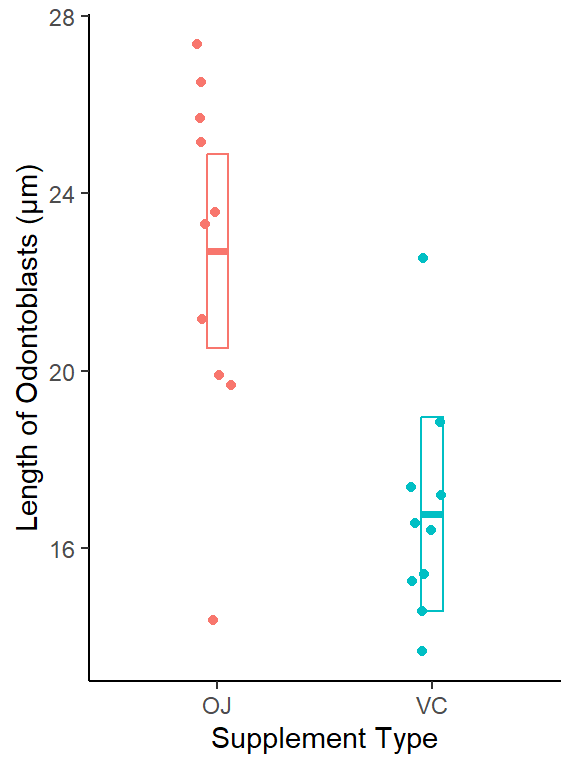 Length of Odontoblasts (µm)
28
24
20
16
OJ VC
Supplement Type